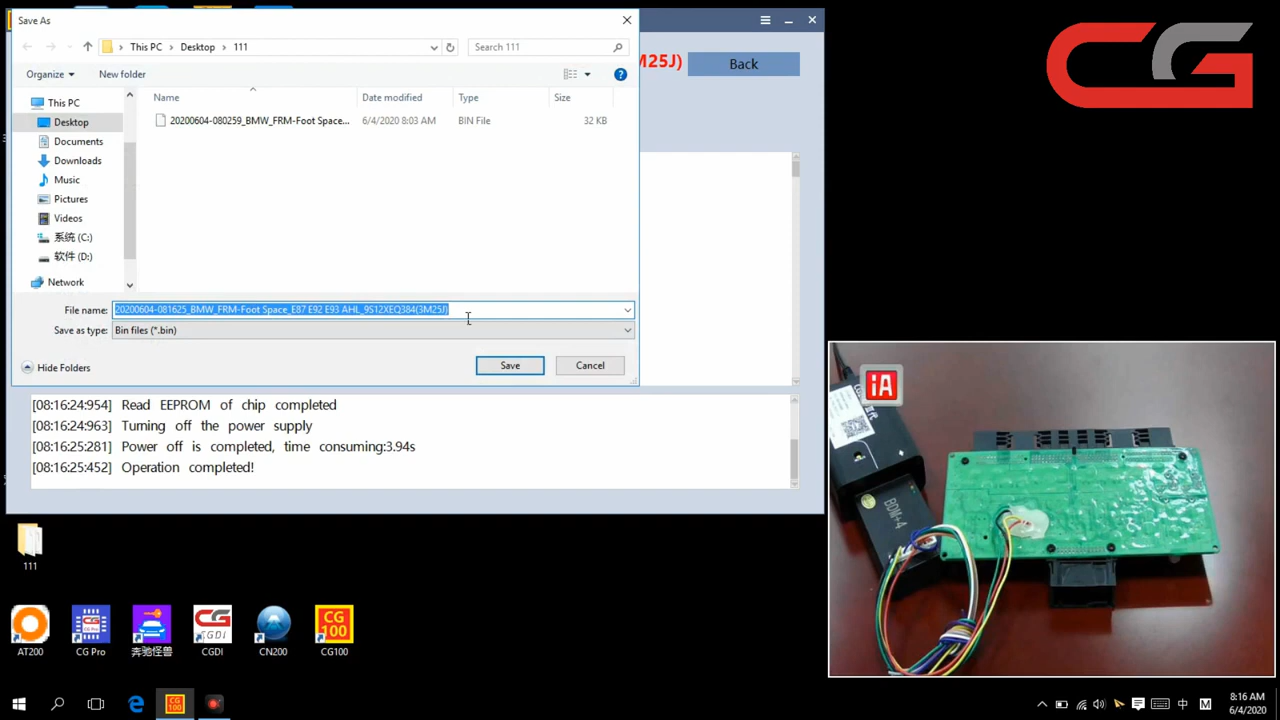 Save As
This PC
Desktop
111
Search 111
M25J)
Back
Organize
New folder
Name
Date modified
Type
Size
20200604-080259_BMW_FRM-Foot Space...
6/4/2020 8:03 AM
BIN File
32 KB
This PC
Desktop
Documents
Downloads
Music
Pictures
Videos
系统 (C:)
软件 (D:)
Network
File name:
20200604-081625_BMW_FRM-Foot Space_E87 E92 E93 AHL_9S12XEQ384(3M25J)
Save as type:
Bin files (*.bin)
Hide Folders
Save
Cancel
[08:16:24:954] Read EEPROM of chip completed
[08:16:24:963] Turning off the power supply
[08:16:25:281] Power off is completed, time consuming:3.94s
[08:16:25:452] Operation completed!
CG
iA
BDM+4
111
AT200
CG Pro
奔驰怪兽
CGDI
CN200
CG100
中
M
8:16 AM
6/4/2020